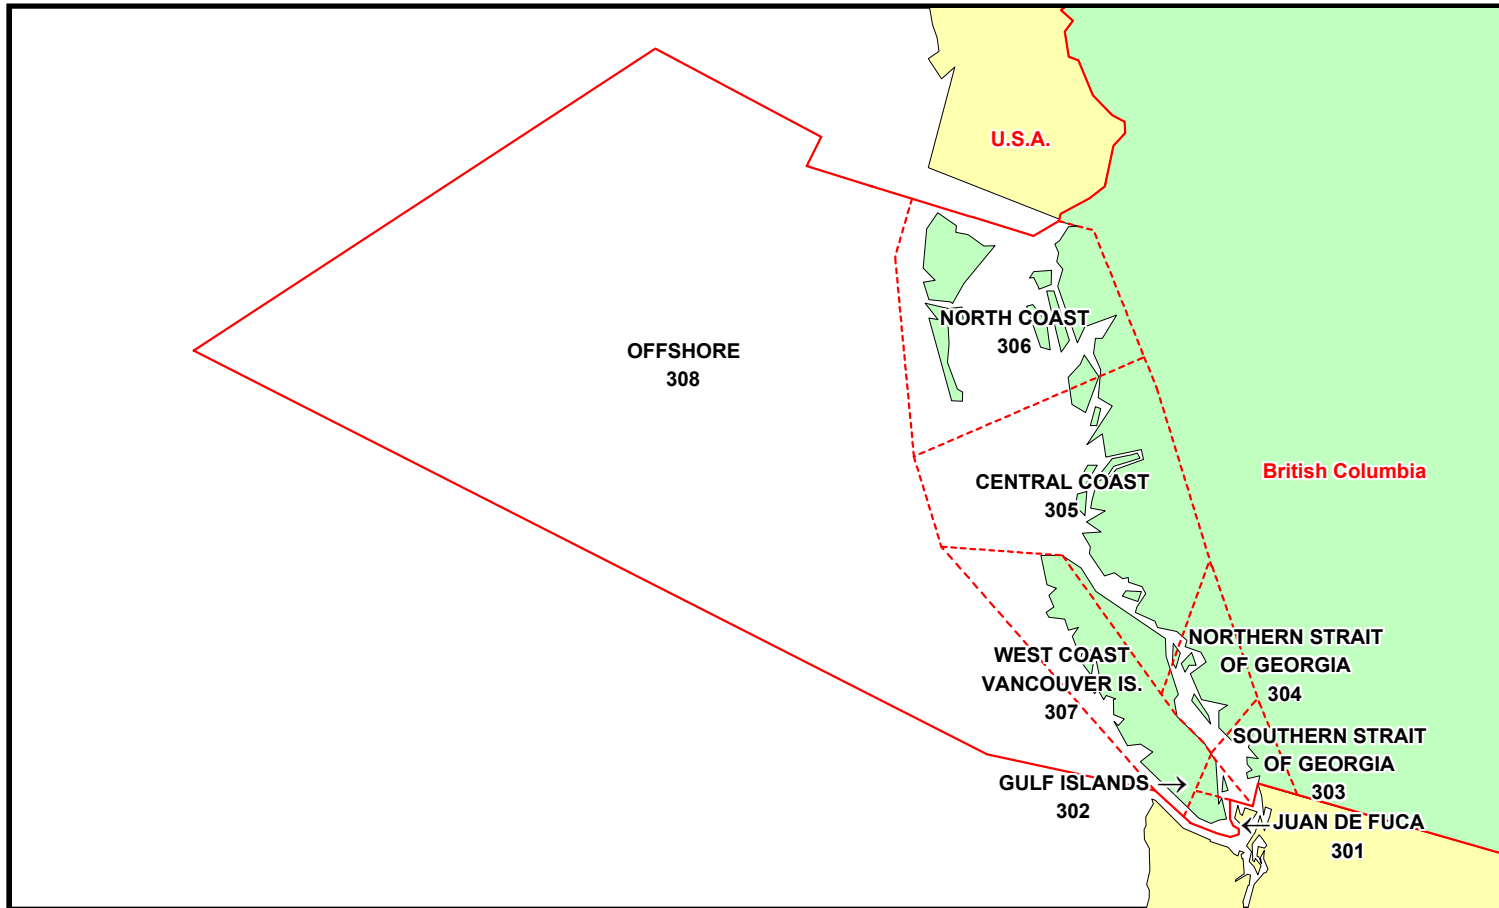 U.S.A.
NORTH COAST
306
OFFSHORE
308
British Columbia
CENTRAL COAST
305
NORTHERN STRAIT
OF GEORGIA
304
WEST COAST
VANCOUVER IS.
307
SOUTHERN STRAIT
OF GEORGIA
303
GULF ISLANDS
302
JUAN DE FUCA
301